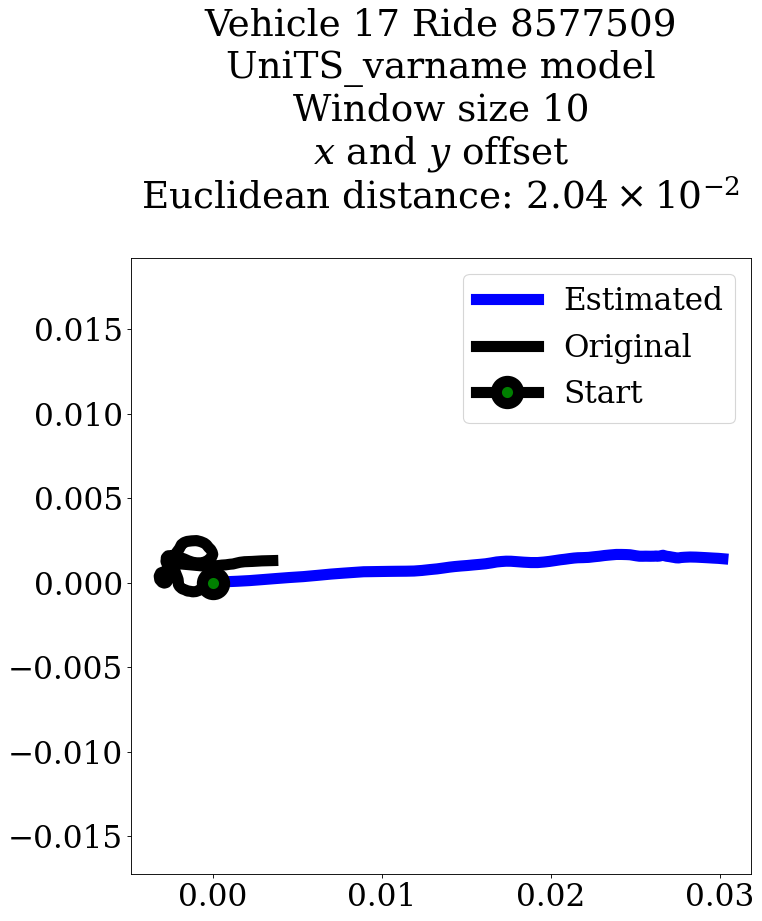 Vehicle 17 Ride 8577509
UniTS_varname model
Window size 10
x and y offset
Euclidean distance: 2.04 × 10⁻²
Estimated
Original
Start
0.015
0.010
0.005
0.000
−0.005
−0.010
−0.015
0.00 0.01 0.02 0.03